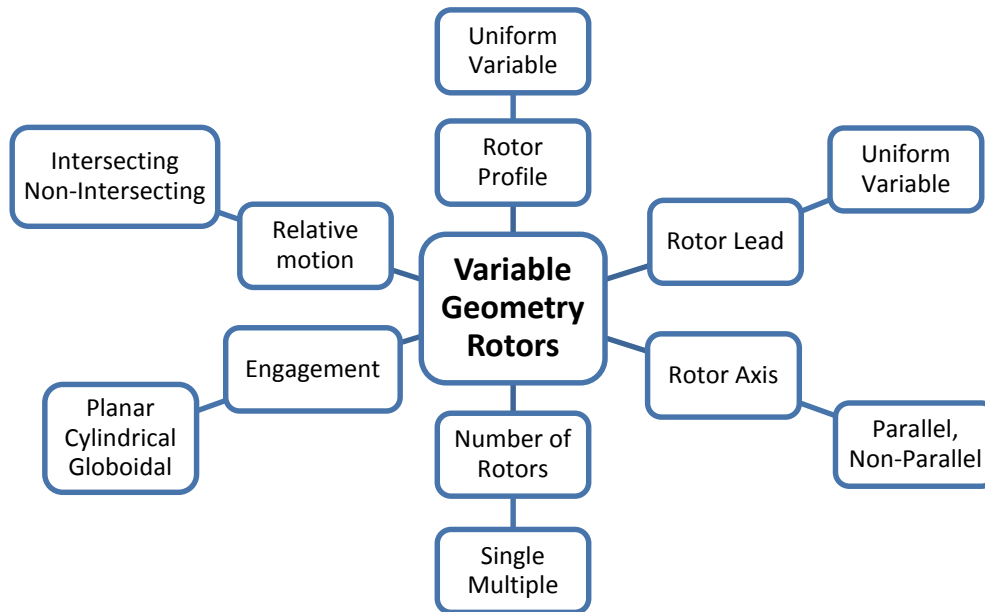 Uniform
Variable
Rotor
Profile
Intersecting
Non-Intersecting
Relative
motion
Uniform
Variable
Rotor Lead
Variable
Geometry
Rotors
Engagement
Planar
Cylindrical
Globoidal
Rotor Axis
Parallel,
Non-Parallel
Number of
Rotors
Single
Multiple